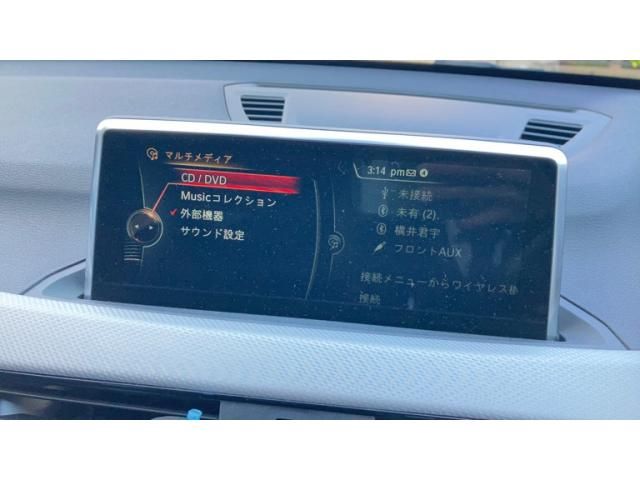 マルチメディア
CD / DVD
Musicコレクション
外部機器
サウンド設定
3:14 pm
未接続
未有 (2).
横井君宇
フロントAUX
接続メニューからワイヤレス
接続